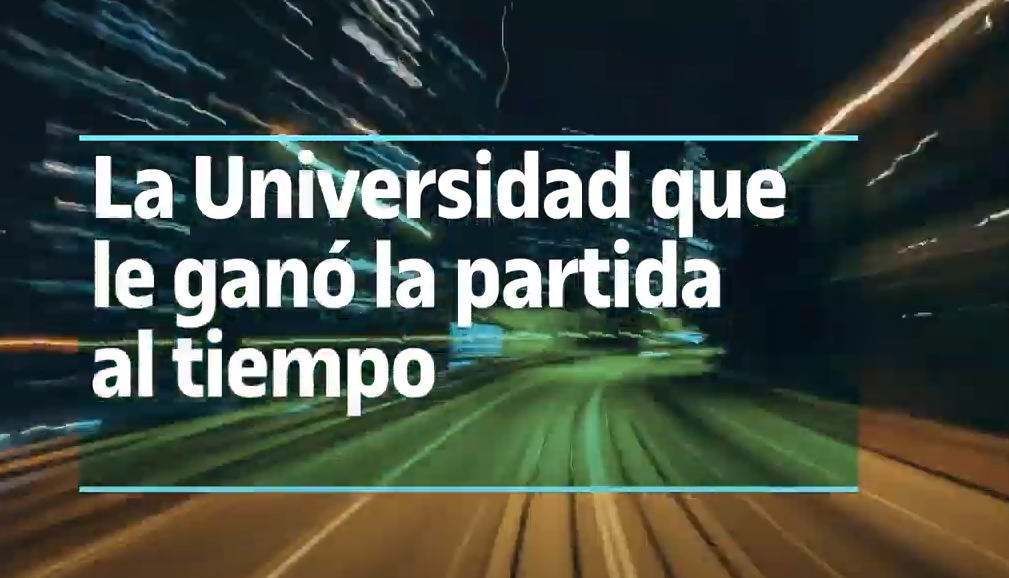 La Universidad que
le ganó la partida
al tiempo